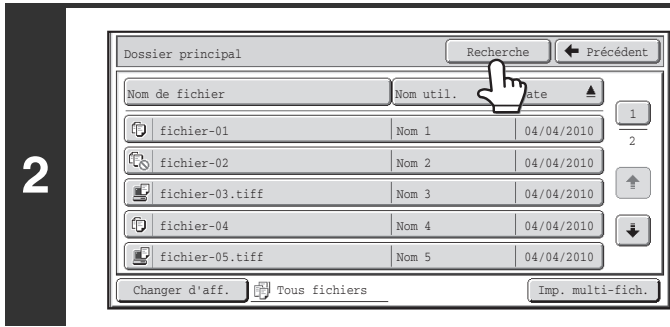 2
Dossier principal Recherche Précédent
Nom de fichier Nom util. ate
fichier-01 Nom 1 04/04/2010
fichier-02 Nom 2 04/04/2010
fichier-03.tiff Nom 3 04/04/2010
fichier-04 Nom 4 04/04/2010
fichier-05.tiff Nom 5 04/04/2010
1
2
Changer d'aff. Tous fichiers Imp. multi-fich.